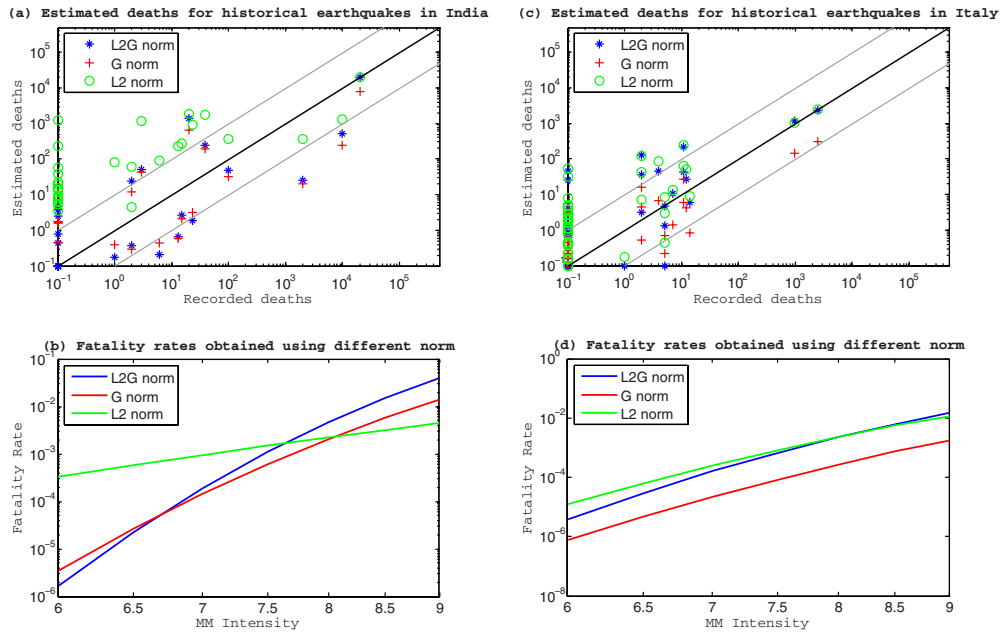 (a) Estimated deaths for historical earthquakes in India
L2G norm
G norm
L2 norm
Estimated deaths
10^5
10^4
10^3
10^2
10^1
10^0
10^−1
10^−1 10^0 10^1 10^2 10^3 10^4 10^5
Recorded deaths
(c) Estimated deaths for historical earthquakes in Italy
L2G norm
G norm
L2 norm
Estimated deaths
10^5
10^4
10^3
10^2
10^1
10^0
10^−1
10^−1 10^0 10^1 10^2 10^3 10^4 10^5
Recorded deaths
(b) Fatality rates obtained using different norm
L2G norm
G norm
L2 norm
Fatality Rate
10^−1
10^−2
10^−3
10^−4
10^−5
10^−6
6 6.5 7 7.5 8 8.5 9
MM Intensity
(d) Fatality rates obtained using different norm
L2G norm
G norm
L2 norm
Fatality Rate
10^0
10^−2
10^−4
10^−6
10^−8
6 6.5 7 7.5 8 8.5 9
MM Intensity